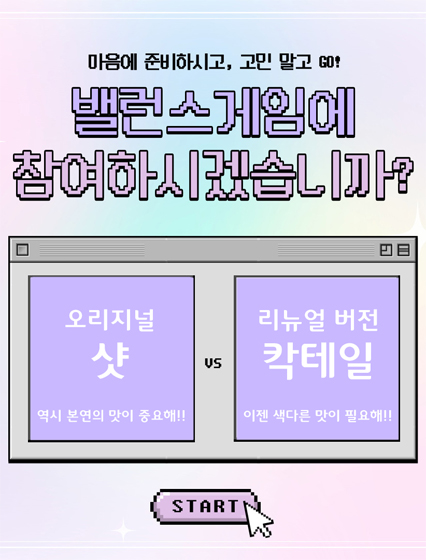 마음에 준비하시고, 고민 말고 GO!
밸런스게임에
참여하시겠습니까?
오리지널
샷
역시 본연의 맛이 중요해!!
vs
리뉴얼 버전
칵테일
이젠 색다른 맛이 필요해!!
START